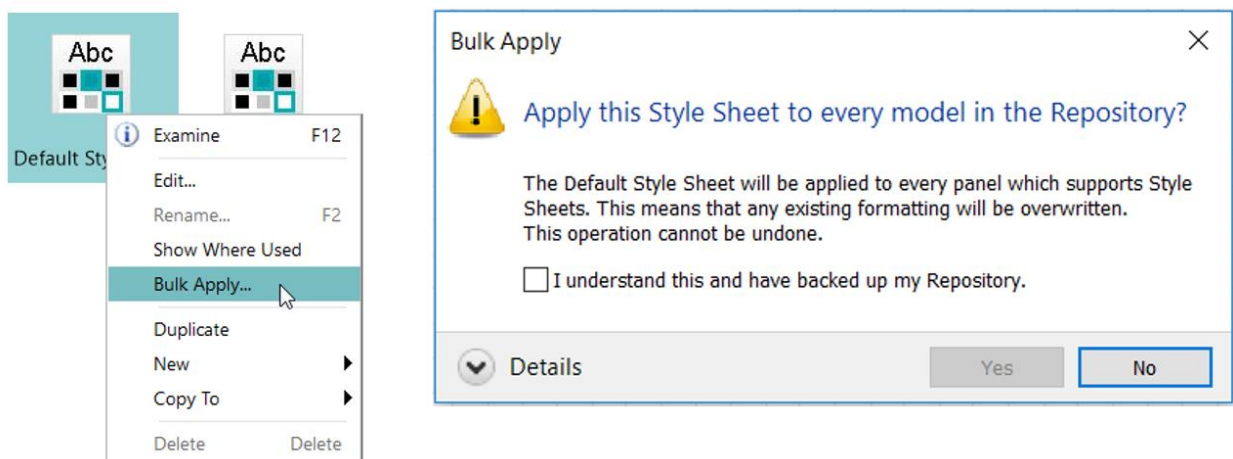 Abc
Abc
Default Sty
Examine F12
Edit...
Rename... F2
Show Where Used
Bulk Apply...
Duplicate
New
Copy To
Delete Delete
Bulk Apply
Apply this Style Sheet to every model in the Repository?
The Default Style Sheet will be applied to every panel which supports Style
Sheets. This means that any existing formatting will be overwritten.
This operation cannot be undone.
I understand this and have backed up my Repository.
Details
Yes
No